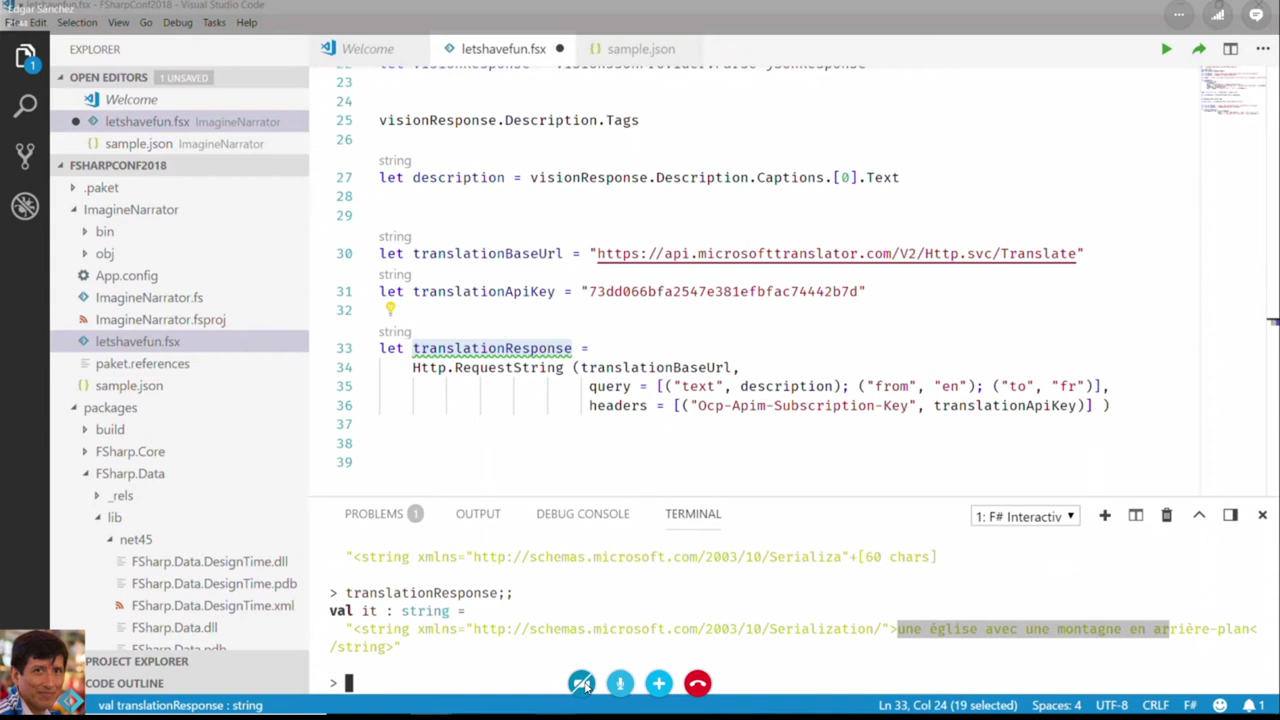 letshavefun.fsx - FSharpConf2018 - Visual Studio Code
Edgar Sánchez
File Edit Selection View Go Debug Tasks Help
EXPLORER
OPEN EDITORS 1 UNSAVED
Welcome
letshavefun.fsx ImagineNarrator
sample.json ImagineNarrator
FSHARPCONF2018
.paket
ImagineNarrator
bin
obj
App.config
ImagineNarrator.fs
ImagineNarrator.fsproj
letshavefun.fsx
paket.references
sample.json
packages
build
FSharp.Core
FSharp.Data
_rels
lib
net45
FSharp.Data.DesignTime.dll
FSharp.Data.DesignTime.pdb
FSharp.Data.DesignTime.xml
FSharp.Data.dll
FSharp.Data.pdb
PROJECT EXPLORER
CODE OUTLINE
Welcome letshavefun.fsx sample.json
23
24
25 visionResponse.Description.Tags
26
string
27 let description = visionResponse.Description.Captions.[0].Text
28
29
string
30 let translationBaseUrl = "https://api.microsofttranslator.com/V2/Http.svc/Translate"
string
31 let translationApiKey = "73dd066bfa2547e381efbfac74442b7d"
32
string
33 let translationResponse =
34 Http.RequestString (translationBaseUrl,
35 query = [("text", description); ("from", "en"); ("to", "fr")],
36 headers = [("Ocp-Apim-Subscription-Key", translationApiKey)] )
37
38
39
PROBLEMS 1 OUTPUT DEBUG CONSOLE TERMINAL 1: F# Interactiv
"<string xmlns="http://schemas.microsoft.com/2003/10/Serializa"+[60 chars]
> translationResponse;;
val it : string =
"<string xmlns="http://schemas.microsoft.com/2003/10/Serialization/">une église avec une montagne en arrière-plan<
/string>"
>
val translationResponse : string Ln 33, Col 24 (19 selected) Spaces: 4 UTF-8 CRLF F# 1